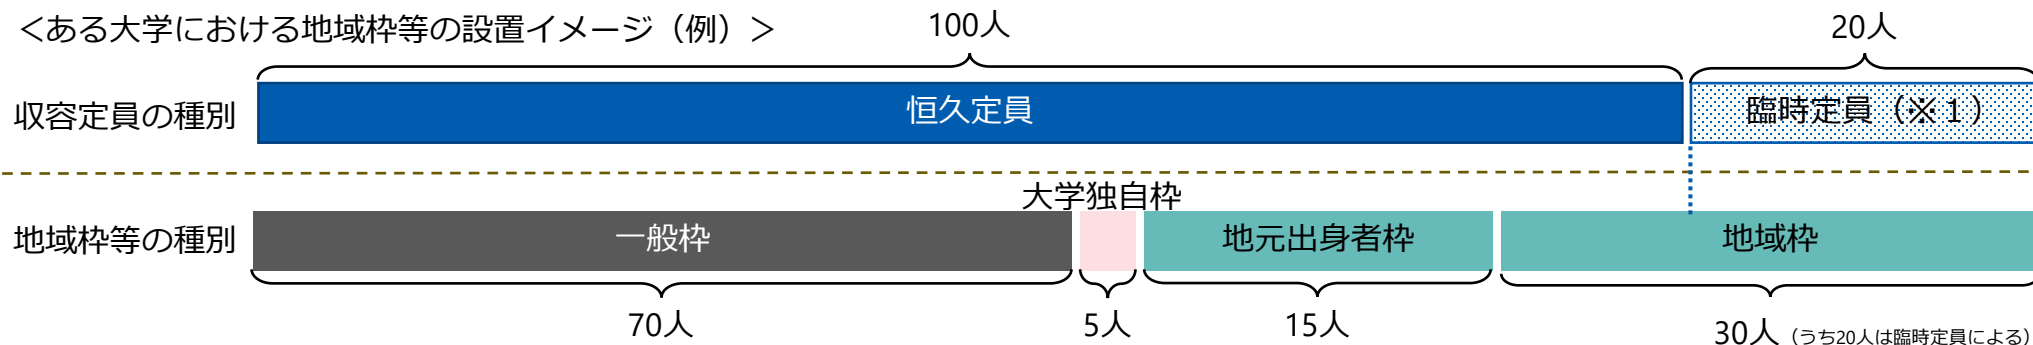 ＜ある大学における地域枠等の設置イメージ（例）＞
100人
20人
収容定員の種別
恒久定員
臨時定員（※１）
大学独自枠
地域枠等の種別
一般枠
地元出身者枠
地域枠
70人
5人
15人
30人（うち20人は臨時定員による）